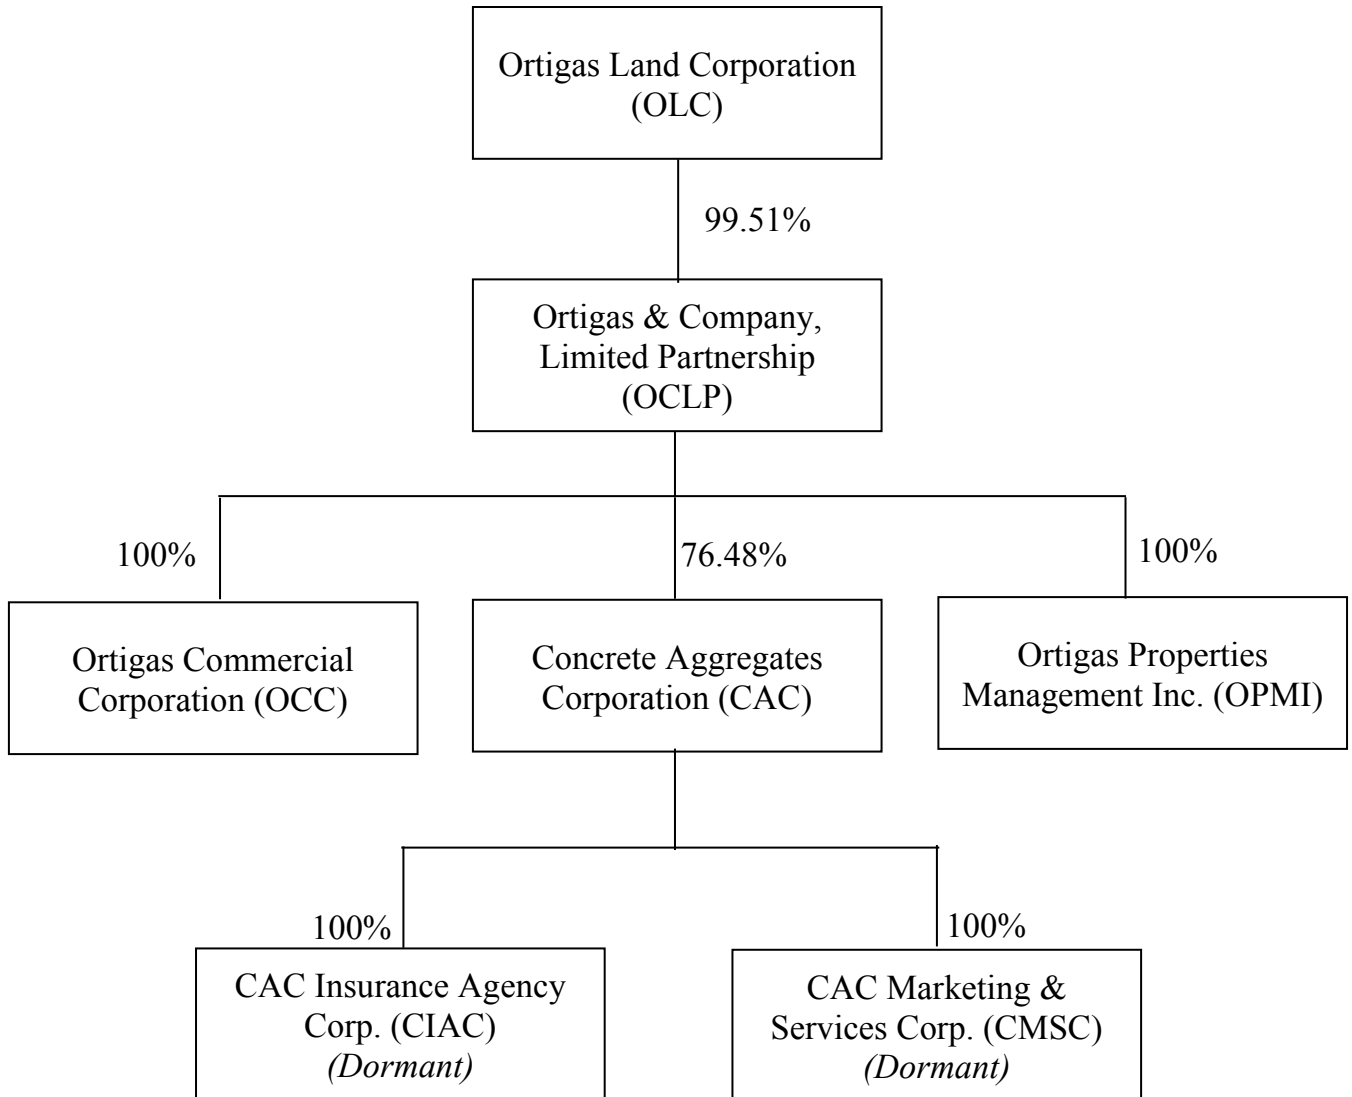 Ortigas Land Corporation
(OLC)
99.51%
Ortigas & Company,
Limited Partnership
(OCLP)
100%
76.48%
100%
Ortigas Commercial
Corporation (OCC)
Concrete Aggregates
Corporation (CAC)
Ortigas Properties
Management Inc. (OPMI)
100%
100%
CAC Insurance Agency
Corp. (CIAC)
(Dormant)
CAC Marketing &
Services Corp. (CMSC)
(Dormant)